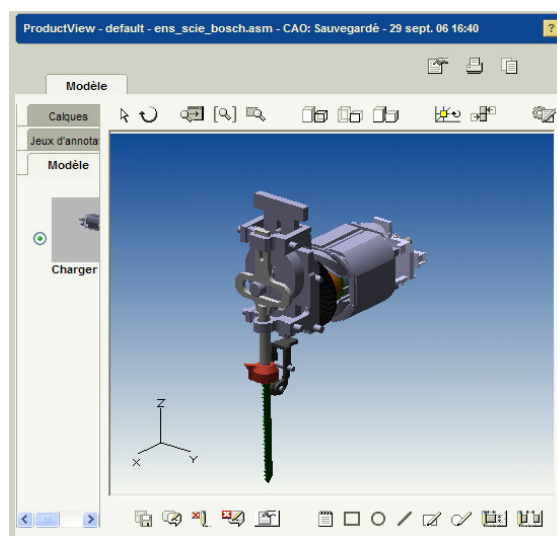 ProductView - default - ens_scie_bosch.asm - CAO: Sauvegardé - 29 sept. 06 16:40
?
Modèle
Calques
Jeux d'annota
Modèle
Charger
Z
X
Y